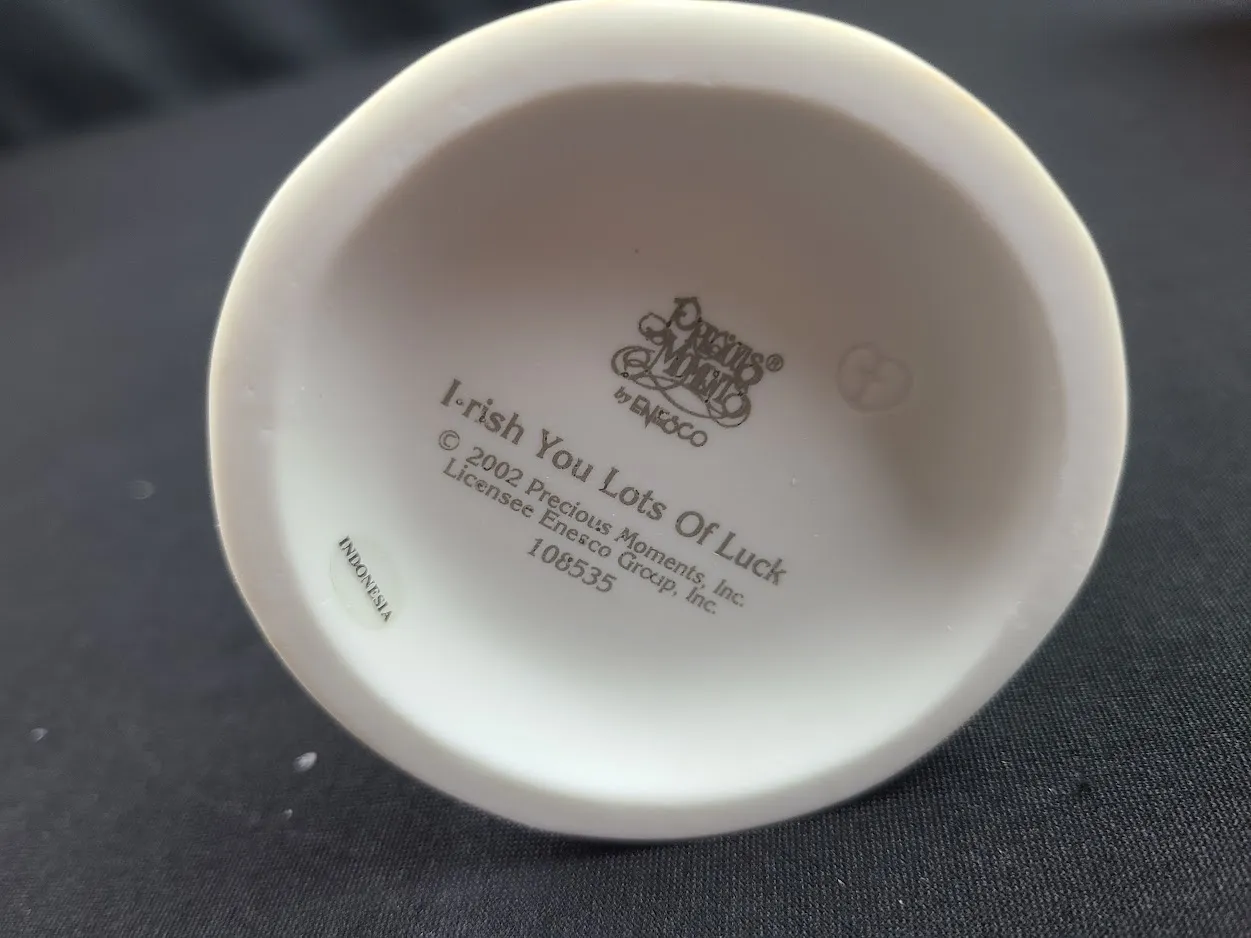 Precious
Moments®
by ENESCO
I-rish You Lots Of Luck
© 2002 Precious Moments, Inc.
Licensee Enesco Group, Inc.
108535
INDONESIA